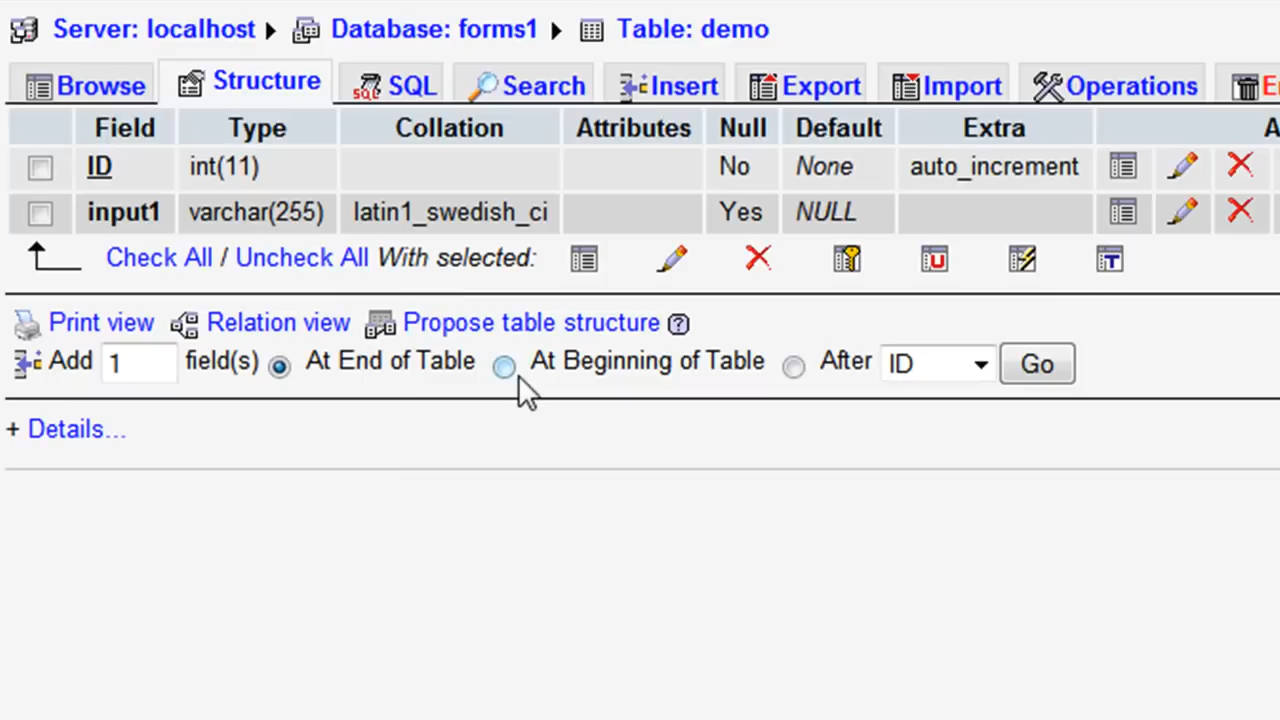 Server: localhost ▸ Database: forms1 ▸ Table: demo
Browse Structure SQL Search Insert Export Import Operations
Field Type Collation Attributes Null Default Extra
ID int(11) No None auto_increment
input1 varchar(255) latin1_swedish_ci Yes NULL
Check All / Uncheck All With selected:
Print view Relation view Propose table structure ?
Add 1 field(s) At End of Table At Beginning of Table After ID Go
+ Details...